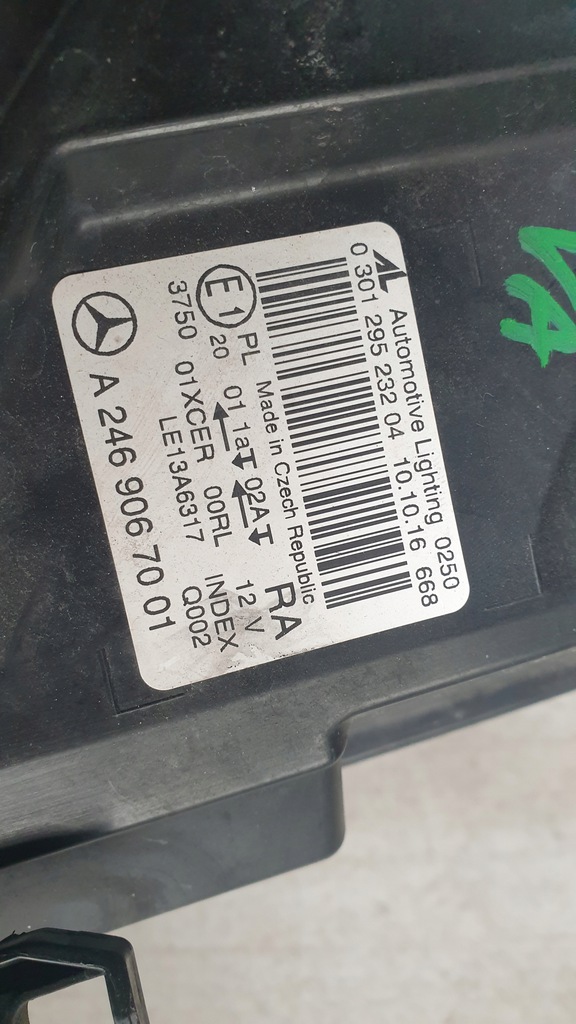 Automotive Lighting 0250
0 301 295 232 04 10.10.16 668
Made in Czech Republic
E1 PL RA
20 01 1a 02A 12 V
3750 01XCER 00RL INDEX
LE13A6317 Q002
A 246 906 70 01